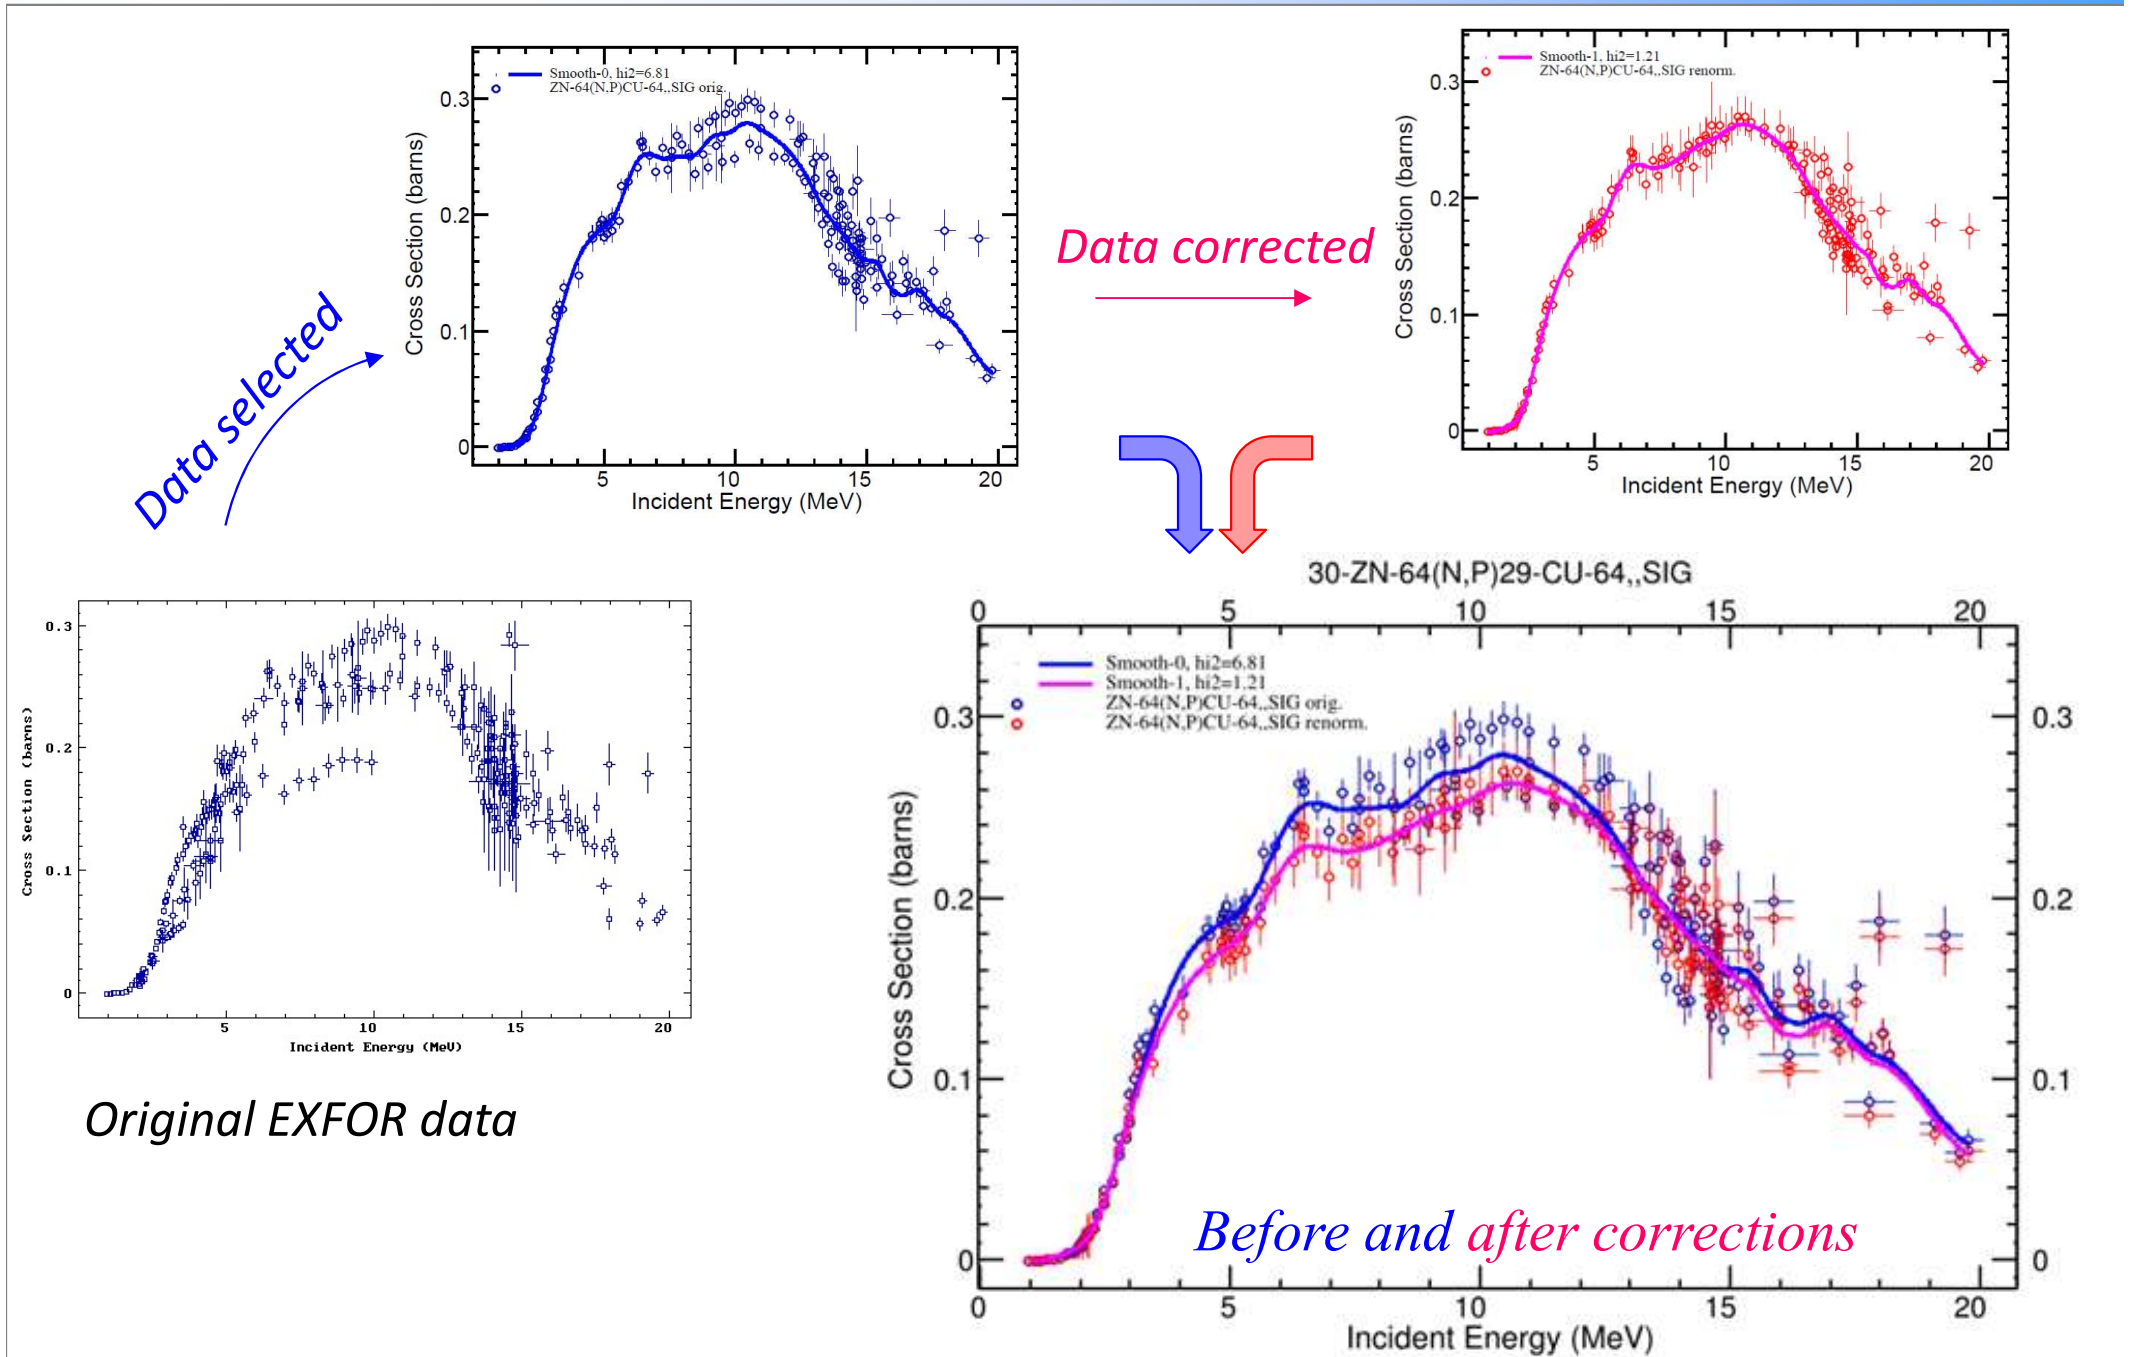 Smooth-0, hi2=6.81
ZN-64(N,P)CU-64,,SIG orig.
0.3
0.2
0.1
0
Cross Section (barns)
5
10
15
20
Incident Energy (MeV)
Data selected
Data corrected
Smooth-1, hi2=1.21
ZN-64(N,P)CU-64,,SIG renorm.
0.3
0.2
0.1
0
Cross Section (barns)
5
10
15
20
Incident Energy (MeV)
0.3
0.2
0.1
0
Cross Section (barns)
5
10
15
20
Incident Energy (MeV)
Original EXFOR data
30-ZN-64(N,P)29-CU-64,,SIG
0
5
10
15
20
Smooth-0, hi2=6.81
Smooth-1, hi2=1.21
ZN-64(N,P)CU-64,,SIG orig.
ZN-64(N,P)CU-64,,SIG renorm.
0.3
0.2
0.1
0
Cross Section (barns)
0.3
0.2
0.1
0
Before and after corrections
0
5
10
15
20
Incident Energy (MeV)